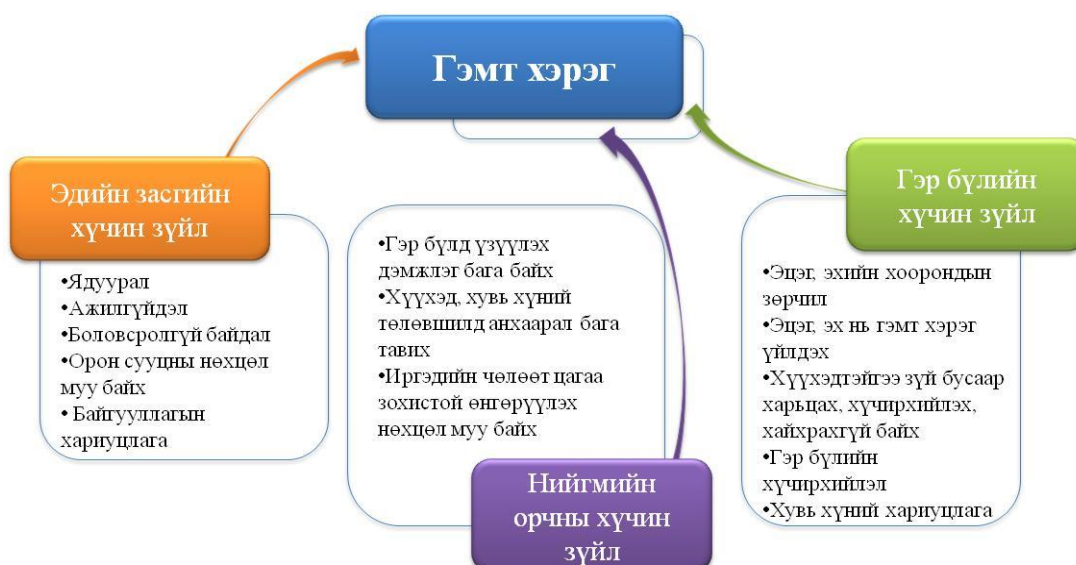 Гэмт хэрэг
Эдийн засгийн
хүчин зүйл
•Ядуурал
•Ажилгүйдэл
•Боловсролгүй байдал
•Орон сууцны нөхцөл
муу байх
• Байгууллагын
хариуцлага
•Гэр бүлд үзүүлэх
дэмжлэг бага байх
•Хүүхэд, хувь хүний
төлөвшилд анхаарал бага
тавих
•Иргэдийн чөлөөт цагаа
зохистой өнгөрүүлэх
нөхцөл муу байх
Нийгмийн
орчны хүчин
зүйл
Гэр бүлийн
хүчин зүйл
•Эцэг, эхийн хоорондын
зөрчил
•Эцэг, эх нь гэмт хэрэг
үйлдэх
•Хүүхэдтэйгээ зүй бусаар
харьцах, хүчирхийлэх,
хайхрахгүй байх
•Гэр бүлийн
хүчирхийлэл
•Хувь хүний хариуцлага